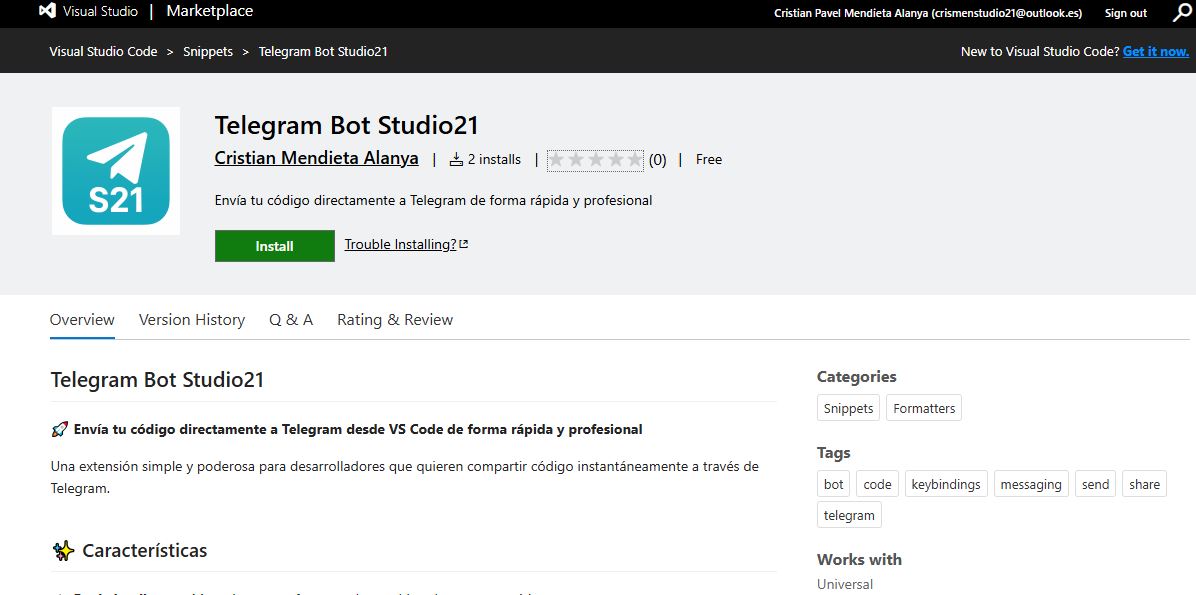 Visual Studio | Marketplace
Cristian Pavel Mendieta Alanya (crismenstudio21@outlook.es) Sign out
Visual Studio Code > Snippets > Telegram Bot Studio21
New to Visual Studio Code? Get it now.
S21
Telegram Bot Studio21
Cristian Mendieta Alanya | 2 installs | (0) | Free
Envía tu código directamente a Telegram de forma rápida y profesional
Install Trouble Installing?
Overview Version History Q & A Rating & Review
Telegram Bot Studio21
🚀 Envía tu código directamente a Telegram desde VS Code de forma rápida y profesional
Una extensión simple y poderosa para desarrolladores que quieren compartir código instantáneamente a través de
Telegram.
✨ Características
Categories
Snippets Formatters
Tags
bot code keybindings messaging send share
telegram
Works with
Universal